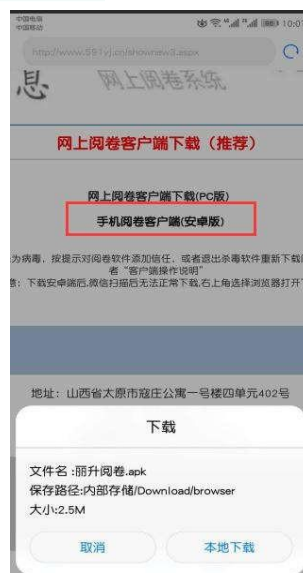 中国电信
中国移动
10:07
http://www.591yj.cn/shownew3.aspx
息 网上阅卷系统
网上阅卷客户端下载（推荐）
网上阅卷客户端下载(PC版)
手机阅卷客户端(安卓版)
为病毒，按提示对阅卷软件添加信任，或者退出杀毒软件重新下载
者“客户端操作说明”
：下载安卓端后,微信扫描后无法正常下载,右上角选择浏览器打开下
地址：山西省太原市寇庄公寓一号楼四单元402号
下载
文件名 :丽升阅卷.apk
保存路径:内部存储/Download/browser
大小:2.5M
取消 本地下载